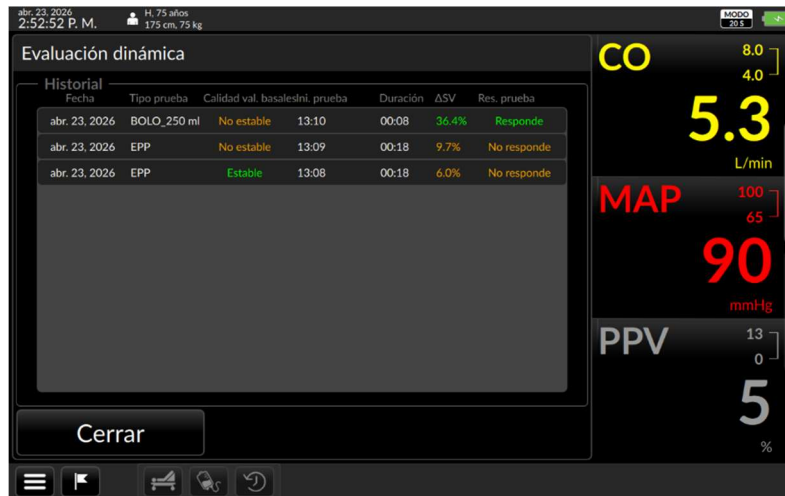 abr. 23, 2026
2:52:52 P. M.
H, 75 años
175 cm, 75 kg
MODO
20 S
Evaluación dinámica
Historial
Fecha Tipo prueba Calidad val. basalesIni. prueba Duración ΔSV Res. prueba
abr. 23, 2026 BOLO_250 ml No estable 13:10 00:08 36.4% Responde
abr. 23, 2026 EPP No estable 13:09 00:18 9.7% No responde
abr. 23, 2026 EPP Estable 13:08 00:18 6.0% No responde
Cerrar
CO
8.0
4.0
5.3
L/min
MAP
100
65
90
mmHg
PPV
13
0
5
%